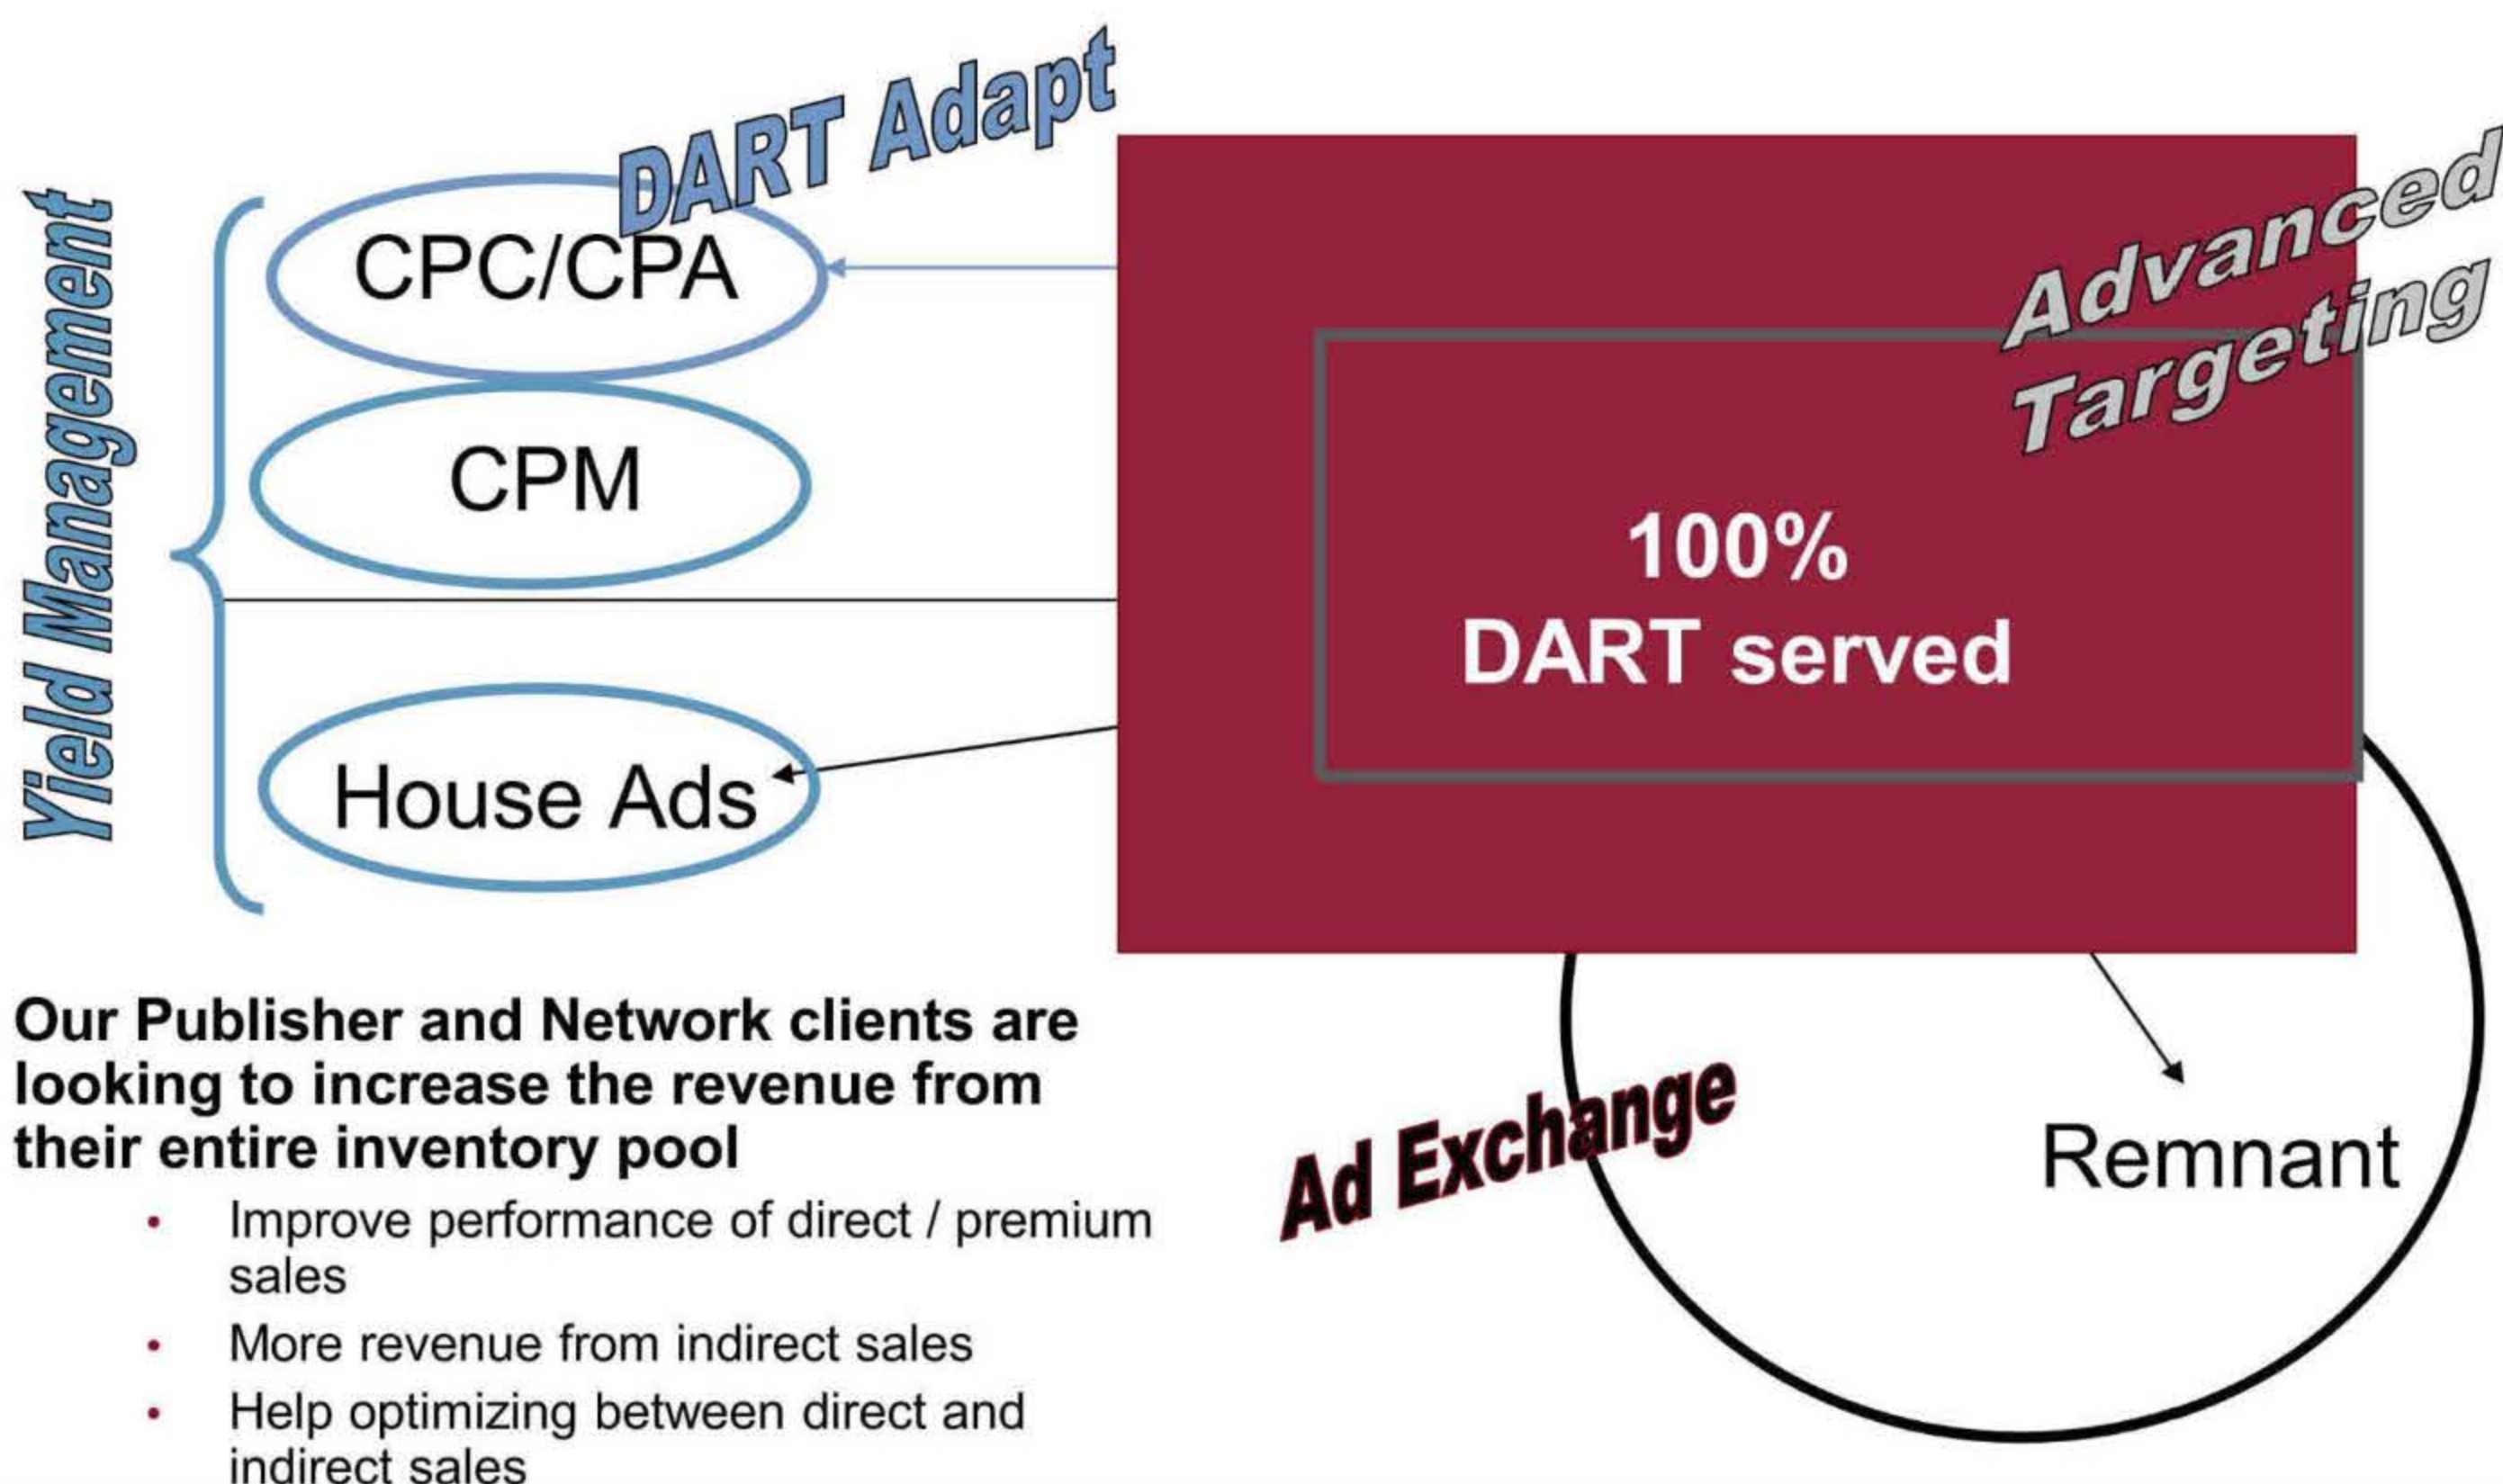 DART Adapt
Yield Management
CPC/CPA
CPM
House Ads
Advanced
Targeting
100%
DART served
Ad Exchange
Remnant
Our Publisher and Network clients are
looking to increase the revenue from
their entire inventory pool
• Improve performance of direct / premium
sales
• More revenue from indirect sales
• Help optimizing between direct and
indirect sales